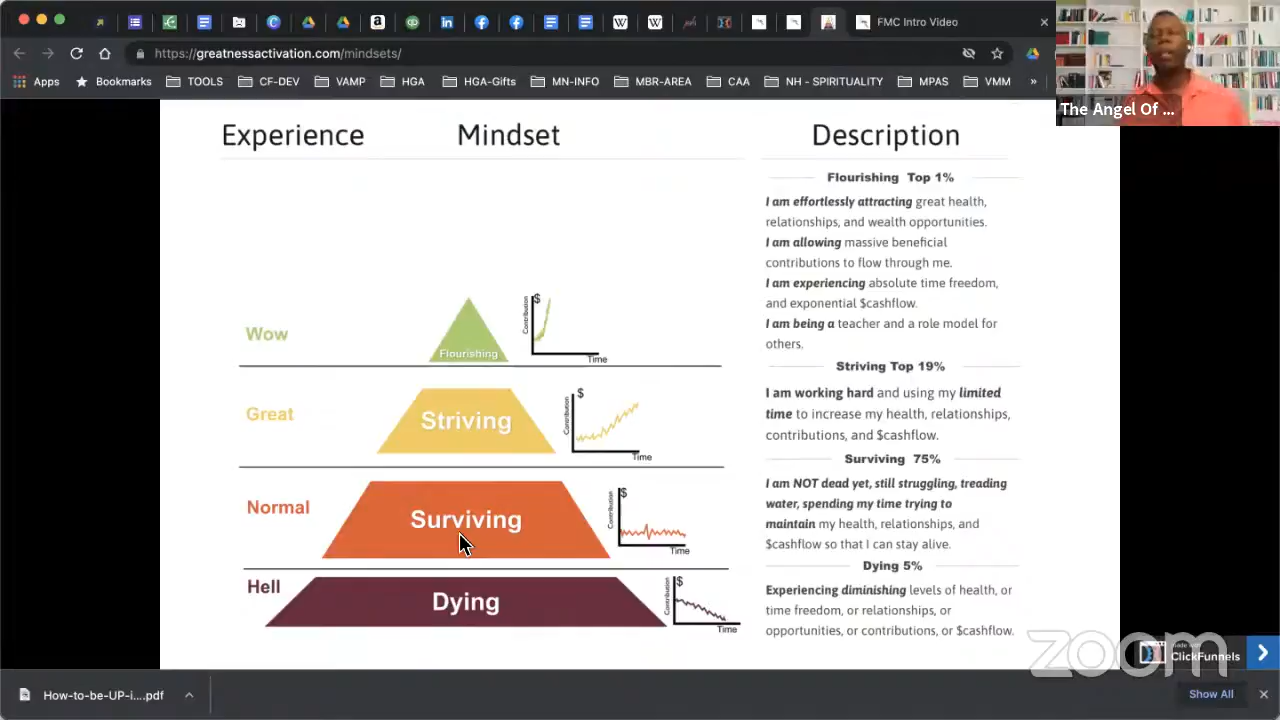 FMC Intro Video
https://greatnessactivation.com/mindsets/
Apps Bookmarks TOOLS CF-DEV VAMP HGA HGA-Gifts MN-INFO MBR-AREA CAA NH - SPIRITUALITY MPAS VMM »
The Angel Of ...
Experience Mindset Description
Flourishing Top 1%
I am effortlessly attracting great health,
relationships, and wealth opportunities.
I am allowing massive beneficial
contributions to flow through me.
I am experiencing absolute time freedom,
and exponential $cashflow.
I am being a teacher and a role model for
others.
Wow
Flourishing
$
Contribution
Time
Striving Top 19%
I am working hard and using my limited
time to increase my health, relationships,
contributions, and $cashflow.
Great
Striving
$
Contribution
Time
Surviving 75%
I am NOT dead yet, still struggling, treading
water, spending my time trying to
maintain my health, relationships, and
$cashflow so that I can stay alive.
Normal
Surviving
$
Contribution
Time
Dying 5%
Experiencing diminishing levels of health, or
time freedom, or relationships, or
opportunities, or contributions, or $cashflow.
Hell
Dying
$
Contribution
Time
zoom
ClickFunnels
How-to-be-UP-i....pdf
Show All